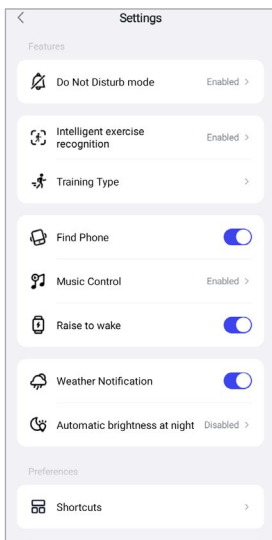 Settings
Features
Do Not Disturb mode Enabled
Intelligent exercise
recognition Enabled
Training Type
Find Phone
Music Control Enabled
Raise to wake
Weather Notification
Automatic brightness at night Disabled
Preferences
Shortcuts